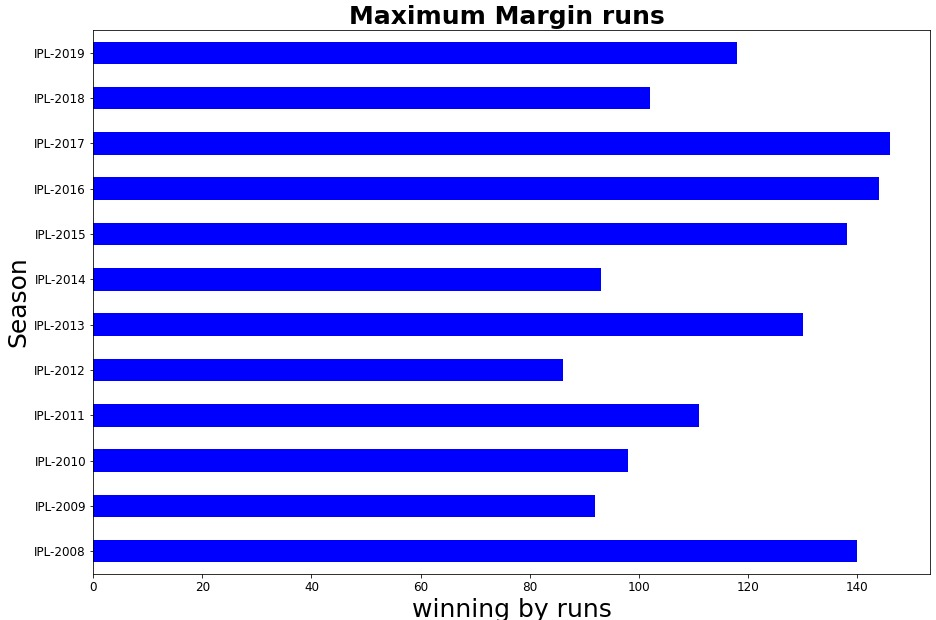 Maximum Margin runs
IPL-2019
IPL-2018
IPL-2017
IPL-2016
IPL-2015
IPL-2014
IPL-2013
IPL-2012
IPL-2011
IPL-2010
IPL-2009
IPL-2008
Season
0 20 40 60 80 100 120 140
winning by runs